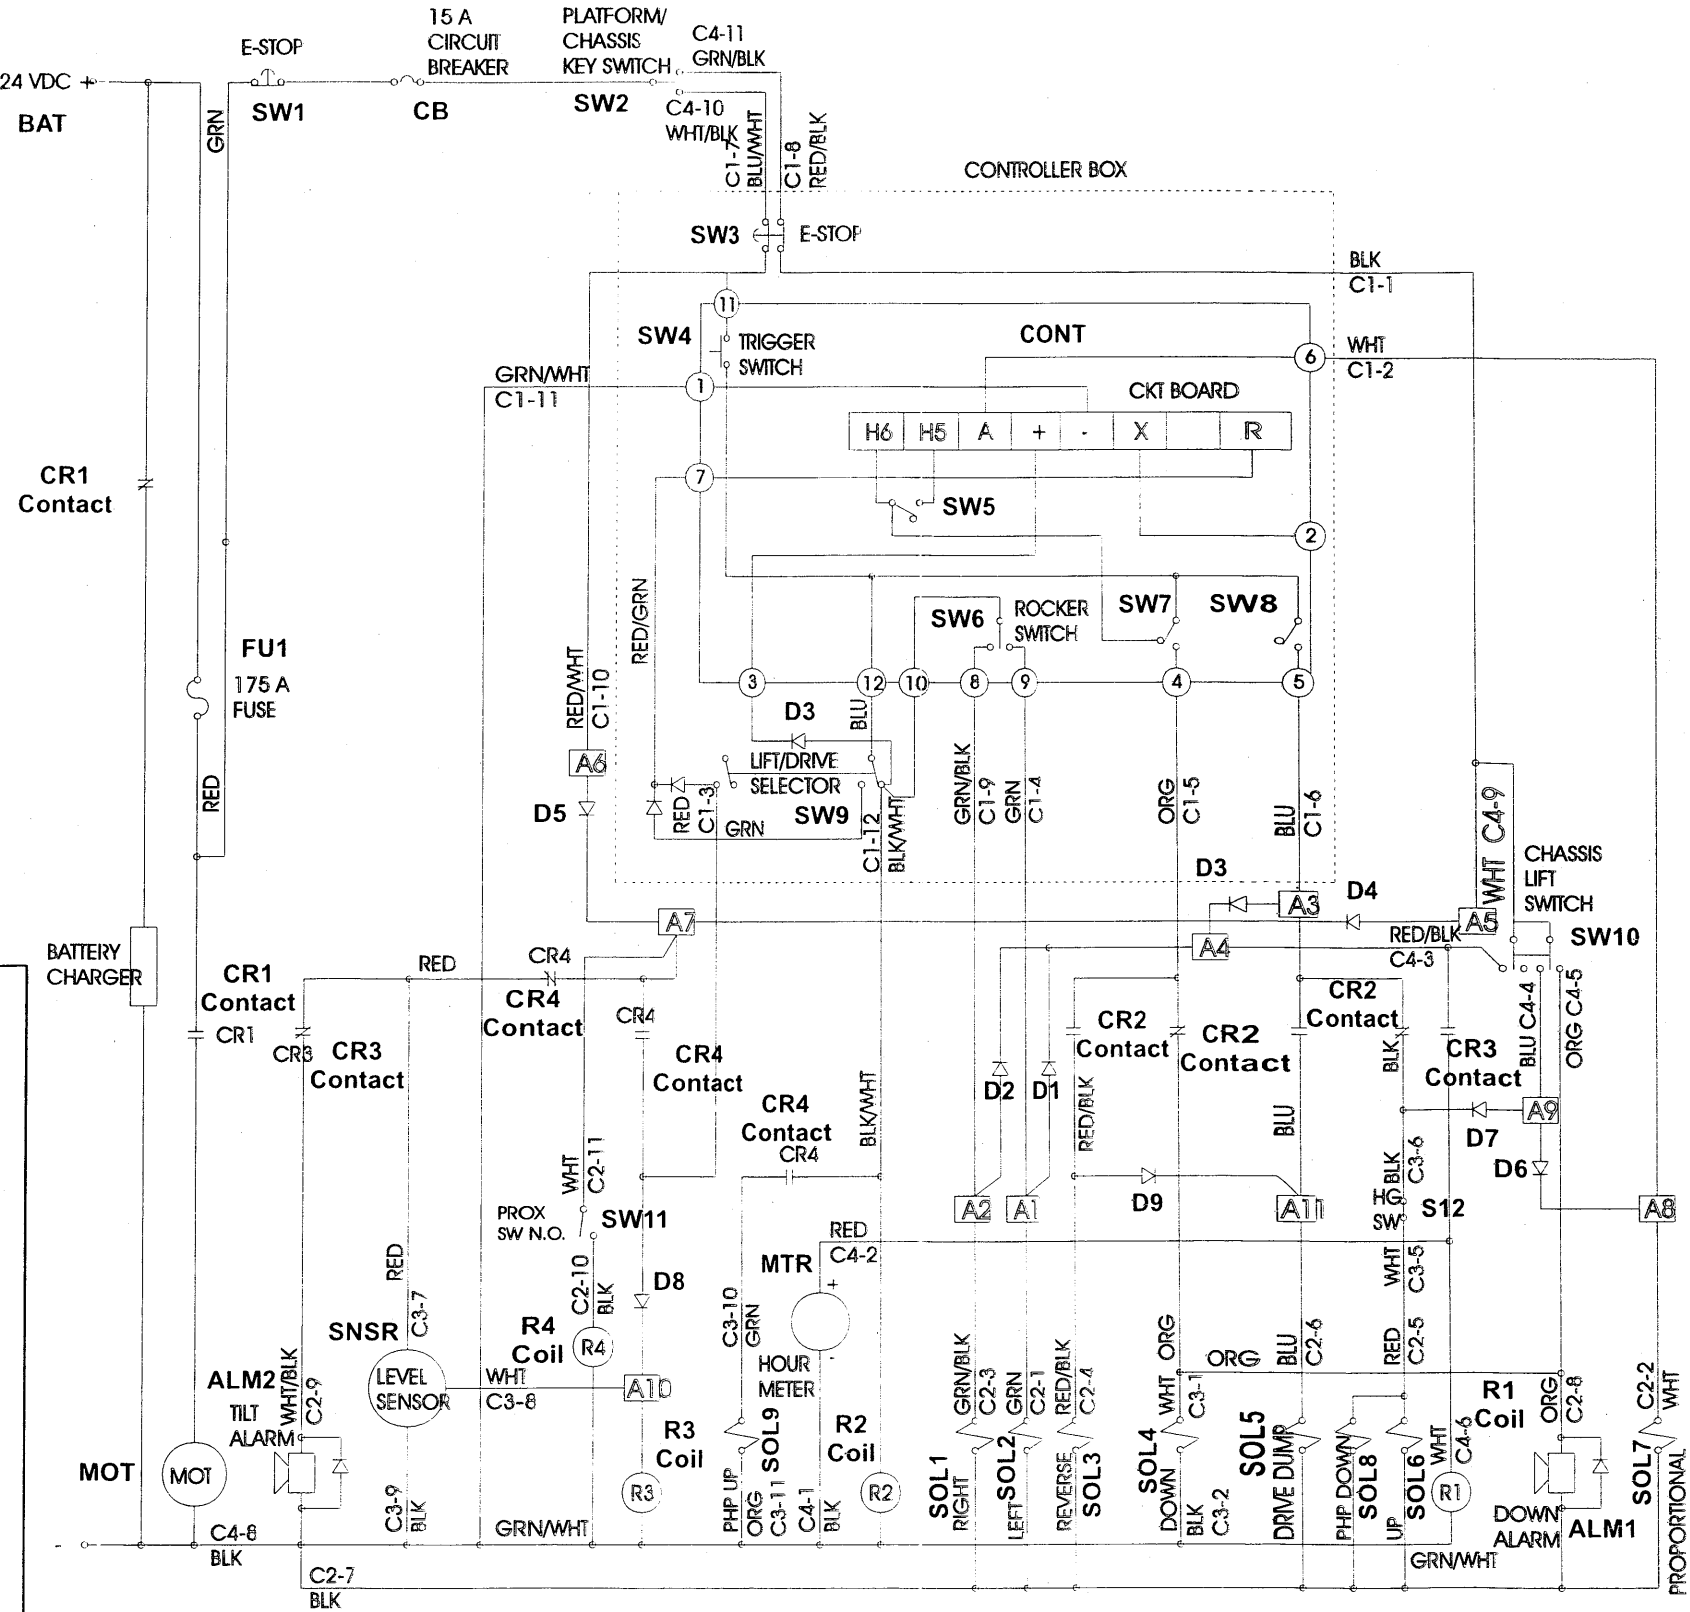 15 A
CIRCUIT
BREAKER
PLATFORM/
CHASSIS
KEY SWITCH
C4-11
GRN/BLK
E-STOP
24 VDC +
BAT
GRN
SW1
CB
SW2
C4-10
WHT/BLK
C1-7
BLU/WHT
C1-8
RED/BLK
CONTROLLER BOX
SW3
E-STOP
BLK
C1-1
11
SW4
TRIGGER
SWITCH
CONT
6
WHT
C1-2
GRN/WHT
C1-11
1
CKT BOARD
H6 H5 A + - X R
CR1
Contact
7
SW5
2
RED/GRN
SW6
ROCKER
SWITCH
SW7
SW8
FU1
175 A
FUSE
RED/WHT
C1-10
3 12 10 8 9 4 5
D3
BLU
A6
LIFT/DRIVE
SELECTOR
D5
RED
RED
C1-3
GRN
SW9
C1-12
BLK/WHT
GRN/BLK
C1-9
GRN
C1-4
ORG
C1-5
BLU
C1-6
WHT C4-9
CHASSIS
LIFT
SWITCH
D3
A3
D4
A5
A7
BATTERY
CHARGER
RED
CR4
A4
RED/BLK
C4-3
SW10
CR1
Contact
CR1
CR4
Contact
CR4
CR3
CR3
Contact
CR4
Contact
CR2
Contact
CR2
Contact
CR2
Contact
BLK
CR3
Contact
BLU C4-4
ORG C4-5
D2
D1
RED/BLK
BLU
CR4
Contact
CR4
BLK/WHT
A9
D7
D6
WHT
C2-11
BLK
C3-6
PROX
SW N.O.
SW11
D9
A2
A1
A11
HG
SW
S12
A8
RED
C4-2
MTR
+
-
RED
C3-7
C2-10
BLK
D8
C3-10
GRN
WHT
C3-5
SNSR
R4
Coil
R4
HOUR
METER
ORG
ORG
BLU
C2-6
RED
C2-5
ALM2
TILT
ALARM
WHT/BLK
C2-9
LEVEL
SENSOR
WHT
C3-8
A10
GRN/BLK
C2-3
GRN
C2-1
RED/BLK
C2-4
WHT
C3-1
R1
Coil
ORG
C2-8
C2-2
WHT
MOT
MOT
R3
Coil
R3
SOL9
PHP UP
ORG
C3-11
C4-1
BLK
R2
Coil
R2
SOL1
RIGHT
SOL2
LEFT
REVERSE
SOL3
SOL4
DOWN
BLK
C3-2
SOL5
DRIVE DUMP
PHP DOWN
SOL8
UP
SOL6
WHT
C4-6
R1
DOWN
ALARM
ALM1
SOL7
PROPORTIONAL
C3-9
BLK
GRN/WHT
-
C4-8
BLK
GRN/WHT
C2-7
BLK